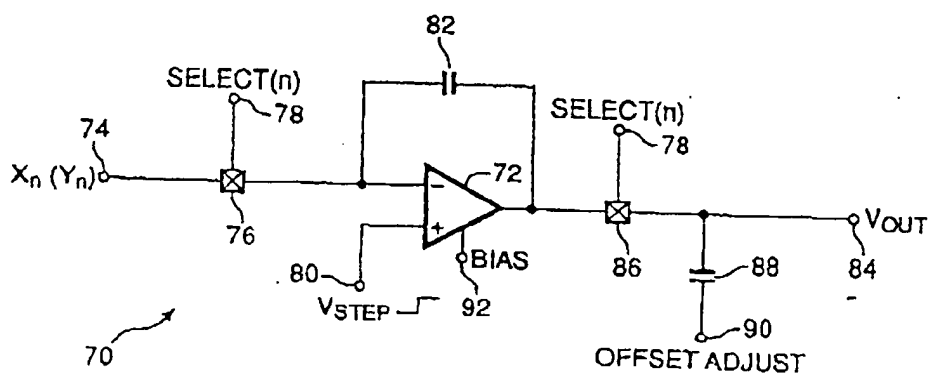 82
SELECT(n)
78
SELECT(n)
78
74
Xn (Yn)
72
−
+
76
VOUT
84
86
88
80
BIAS
92
VSTEP
90
OFFSET ADJUST
70